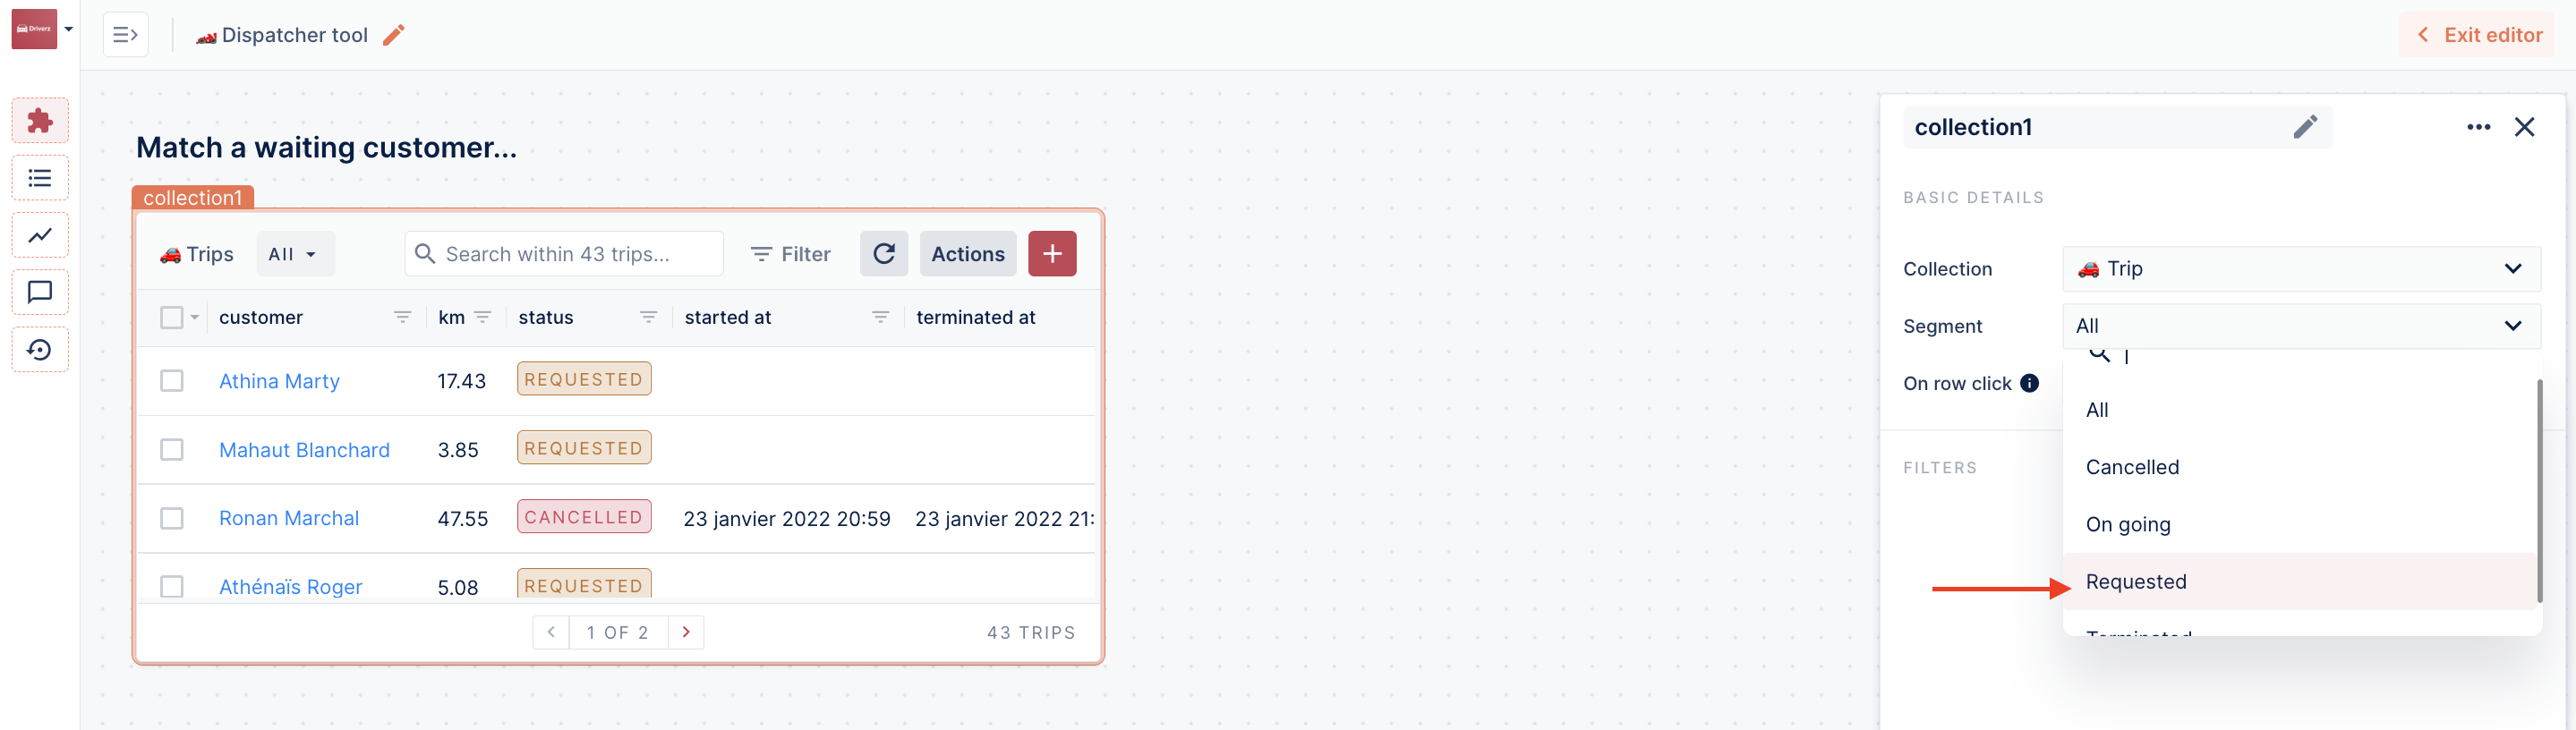 Driverz
Dispatcher tool
Exit editor
Match a waiting customer...
collection1
Trips All Search within 43 trips... Filter Actions
customer km status started at terminated at
Athina Marty 17.43 REQUESTED
Mahaut Blanchard 3.85 REQUESTED
Ronan Marchal 47.55 CANCELLED 23 janvier 2022 20:59 23 janvier 2022 21:
Athénaïs Roger 5.08 REQUESTED
1 OF 2 43 TRIPS
collection1
BASIC DETAILS
Collection Trip
Segment All
On row click
All
Cancelled
FILTERS
On going
Requested
Terminated